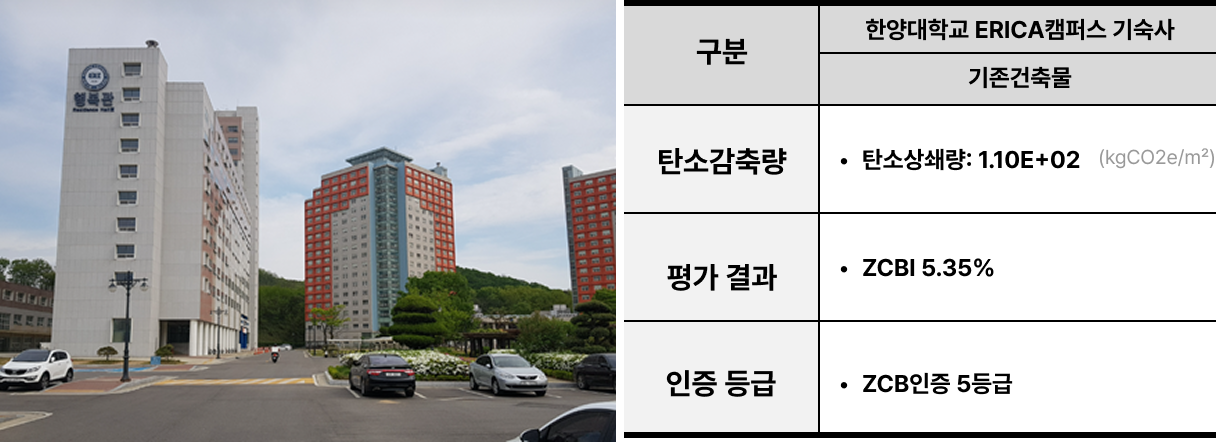 행복관
구분
한양대학교 ERICA캠퍼스 기숙사
기존건축물
탄소감축량
• 탄소상쇄량: 1.10E+02 (kgCO2e/m²)
평가 결과
• ZCBI 5.35%
인증 등급
• ZCB인증 5등급